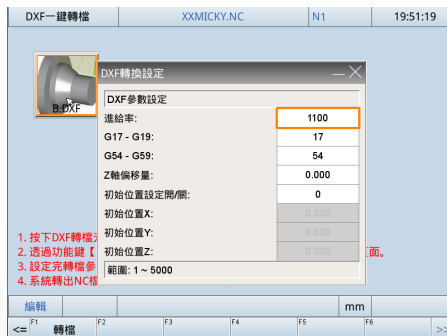 DXF一鍵轉檔 XXMICKY.NC N1 19:51:19
B.DXF
DXF轉換設定
DXF參數設定
進給率: 1100
G17 - G19: 17
G54 - G59: 54
Z軸偏移量: 0.000
初始位置設定開/關: 0
初始位置X: 0.000
初始位置Y: 0.000
初始位置Z: 0.000
範圍: 1 ~ 5000
1. 按下DXF轉檔
2. 透過功能鍵【 面。
3. 設定完轉檔參
4. 系統轉出NC檔
編輯 mm
<= F1 轉檔 F2 F3 F4 F5 F6 >>